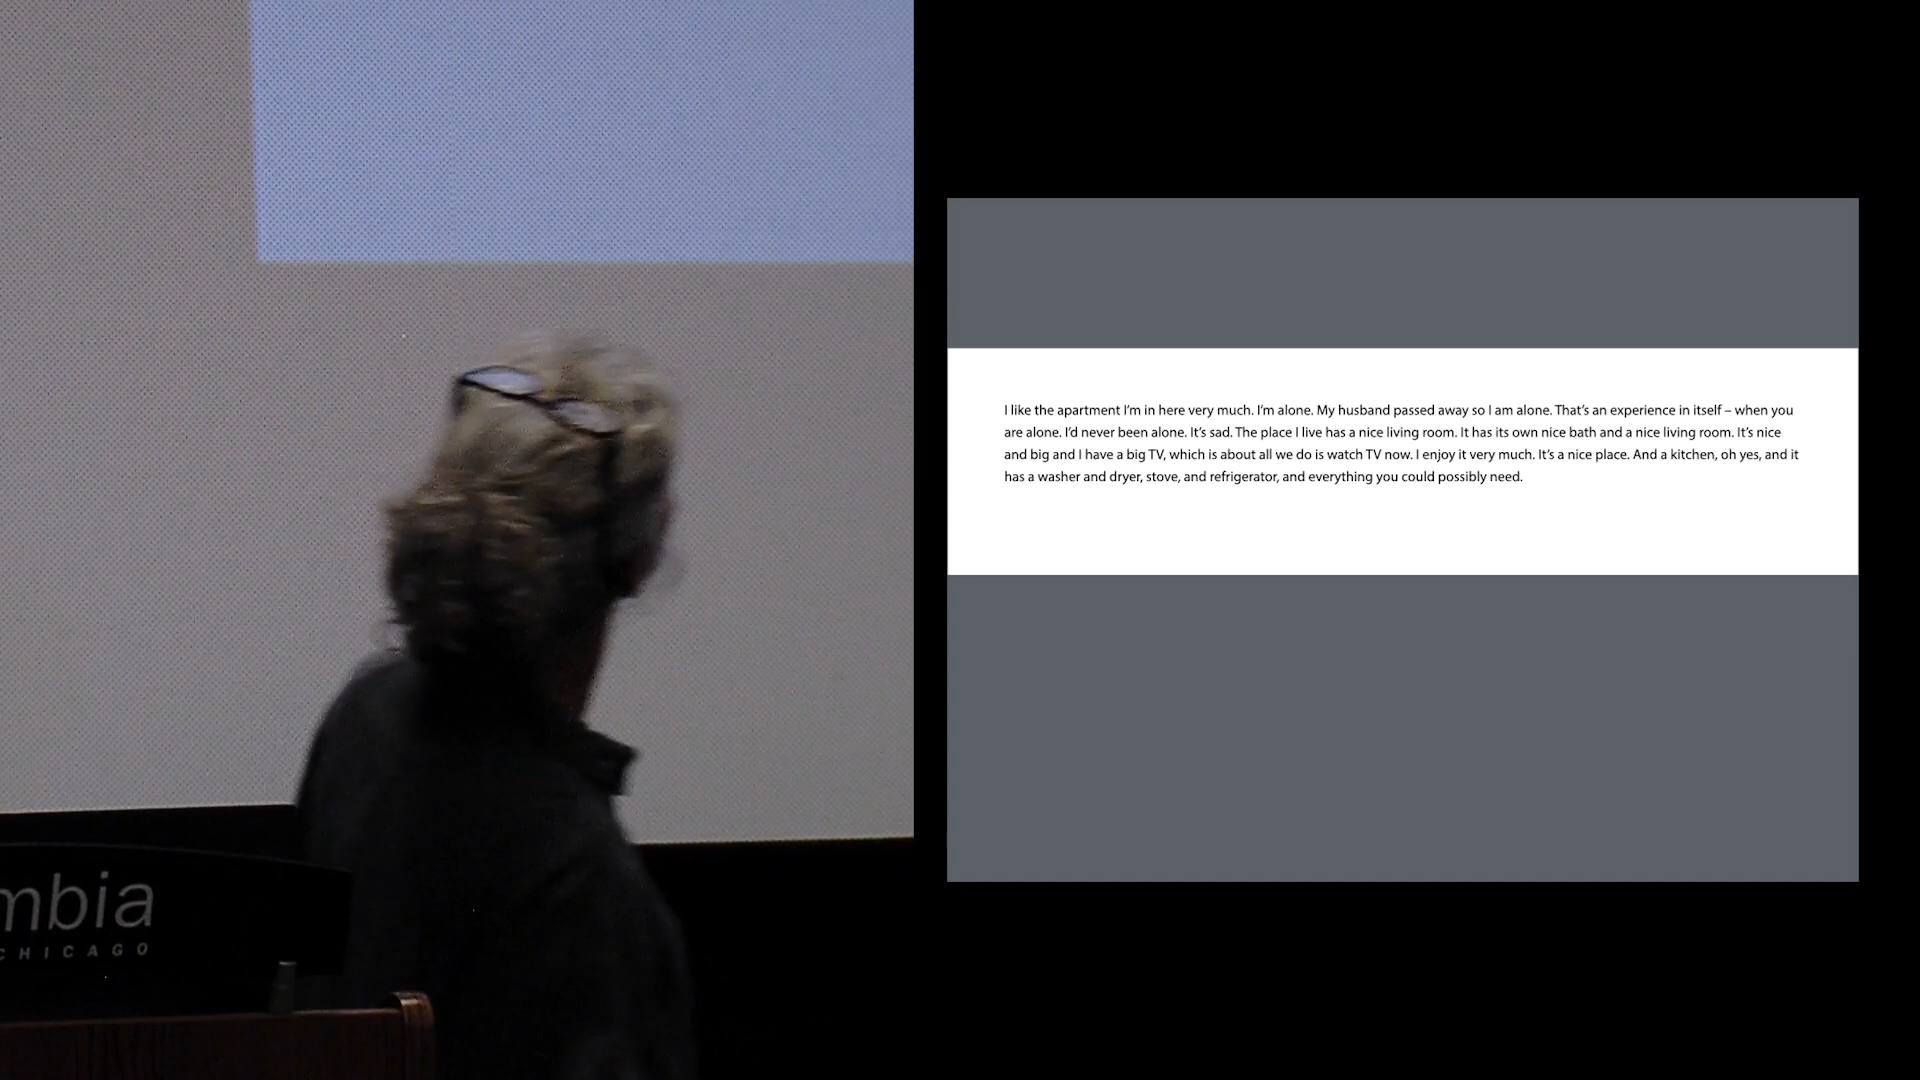 mbia
CHICAGO
I like the apartment I'm in here very much. I'm alone. My husband passed away so I am alone. That's an experience in itself – when you
are alone. I'd never been alone. It's sad. The place I live has a nice living room. It has its own nice bath and a nice living room. It's nice
and big and I have a big TV, which is about all we do is watch TV now. I enjoy it very much. It's a nice place. And a kitchen, oh yes, and it
has a washer and dryer, stove, and refrigerator, and everything you could possibly need.